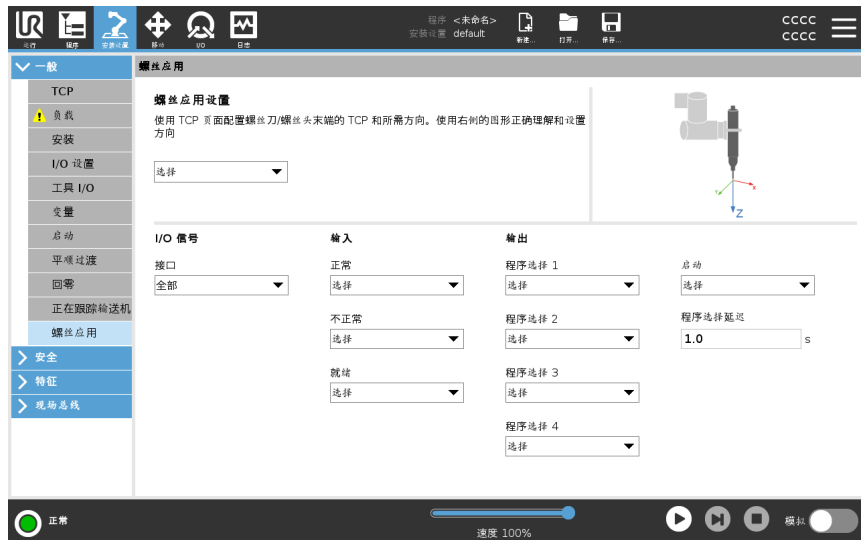 UR
运行
程序
安装设置
移动
I/O
日志
程序 <未命名>
安装设置 default
新建...
打开...
保存...
CCCC
CCCC
一般
TCP
负载
安装
I/O 设置
工具 I/O
变量
启动
平顺过渡
回零
正在跟踪输送机
螺丝应用
安全
特征
现场总线
螺丝应用
螺丝应用设置
使用 TCP 页面配置螺丝刀/螺丝头末端的 TCP 和所需方向。使用右侧的图形正确理解和设置
方向
选择
Y
X
Z
I/O 信号
输入
输出
接口
正常
程序选择 1
启动
全部
选择
选择
选择
不正常
程序选择 2
程序选择延迟
选择
选择
1.0
s
就绪
程序选择 3
选择
选择
程序选择 4
选择
正常
速度 100%
模拟